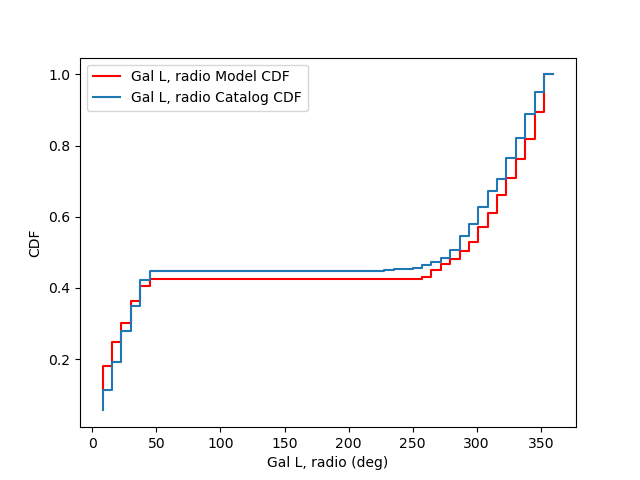 Gal L, radio Model CDF
Gal L, radio Catalog CDF
1.0
0.8
0.6
0.4
0.2
CDF
0 50 100 150 200 250 300 350
Gal L, radio (deg)